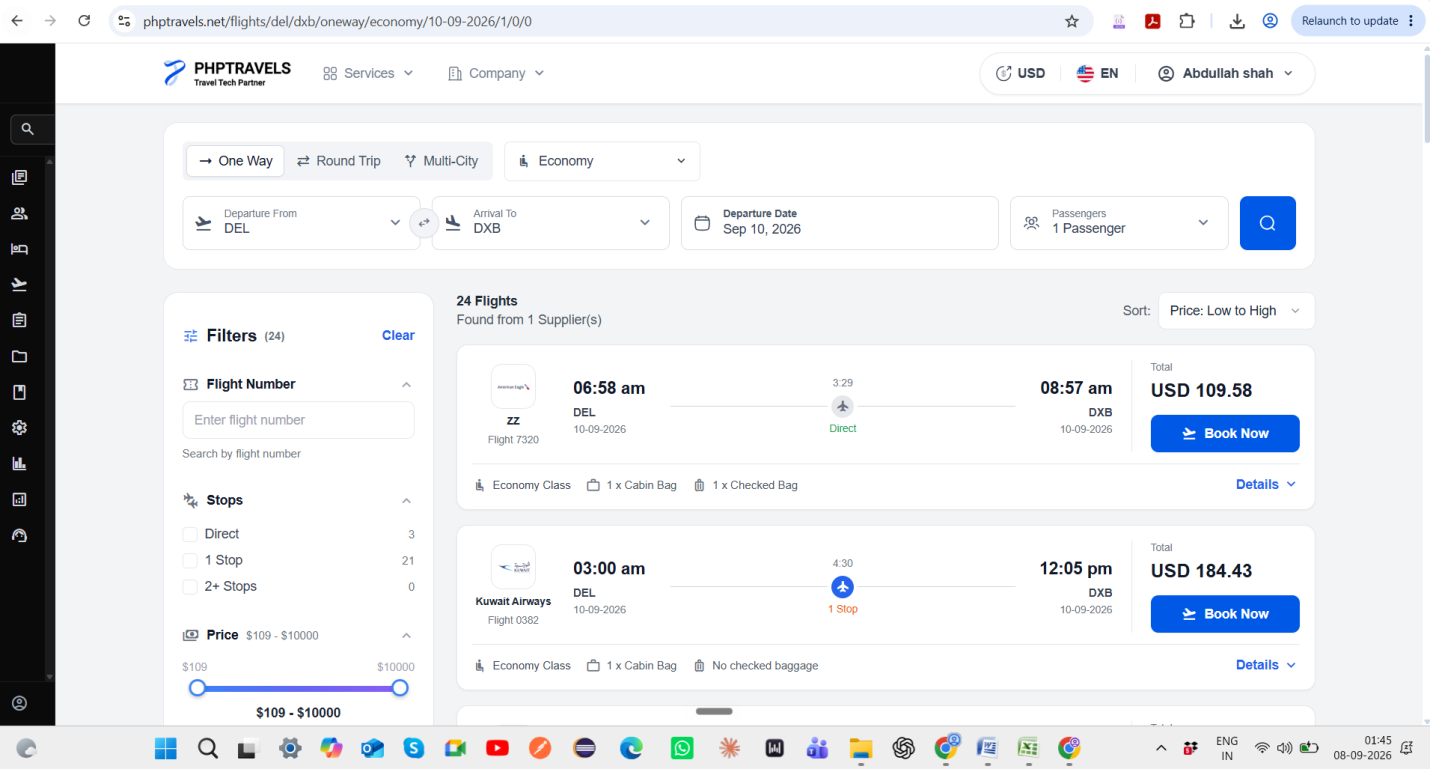 phptravels.net/flights/del/dxb/oneway/economy/10-09-2026/1/0/0
Relaunch to update
PHPTRAVELS
Travel Tech Partner
Services
Company
USD
EN
Abdullah shah
One Way
Round Trip
Multi-City
Economy
Departure From
DEL
Arrival To
DXB
Departure Date
Sep 10, 2026
Passengers
1 Passenger
Filters (24)
Clear
Flight Number
Enter flight number
Search by flight number
Stops
Direct 3
1 Stop 21
2+ Stops 0
Price $109 - $10000
$109 $10000
$109 - $10000
24 Flights
Found from 1 Supplier(s)
Sort: Price: Low to High
American Eagle
ZZ
Flight 7320
06:58 am
DEL
10-09-2026
3:29
Direct
08:57 am
DXB
10-09-2026
Total
USD 109.58
Book Now
Economy Class 1 x Cabin Bag 1 x Checked Bag
Details
KUWAIT
Kuwait Airways
Flight 0382
03:00 am
DEL
10-09-2026
4:30
1 Stop
12:05 pm
DXB
10-09-2026
Total
USD 184.43
Book Now
Economy Class 1 x Cabin Bag No checked baggage
Details
ENG
IN
01:45
08-09-2026